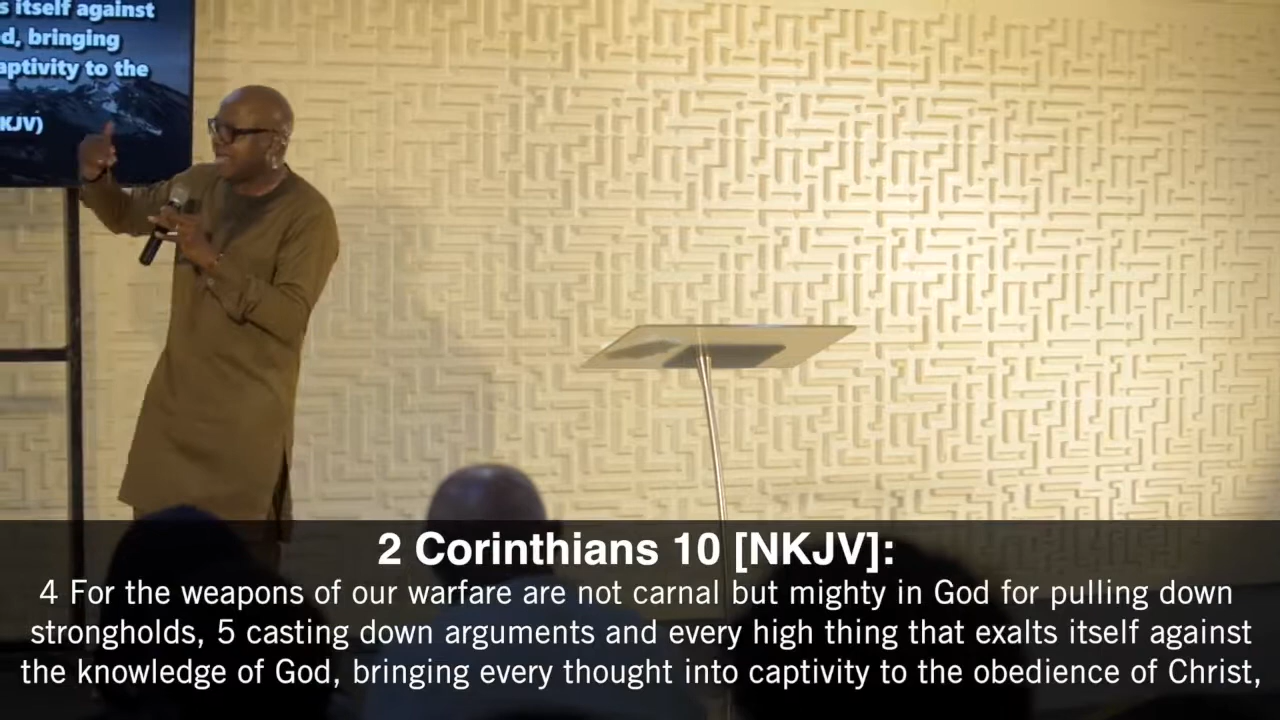 s itself against
d, bringing
aptivity to the
KJV)
2 Corinthians 10 [NKJV]:
4 For the weapons of our warfare are not carnal but mighty in God for pulling down
strongholds, 5 casting down arguments and every high thing that exalts itself against
the knowledge of God, bringing every thought into captivity to the obedience of Christ,